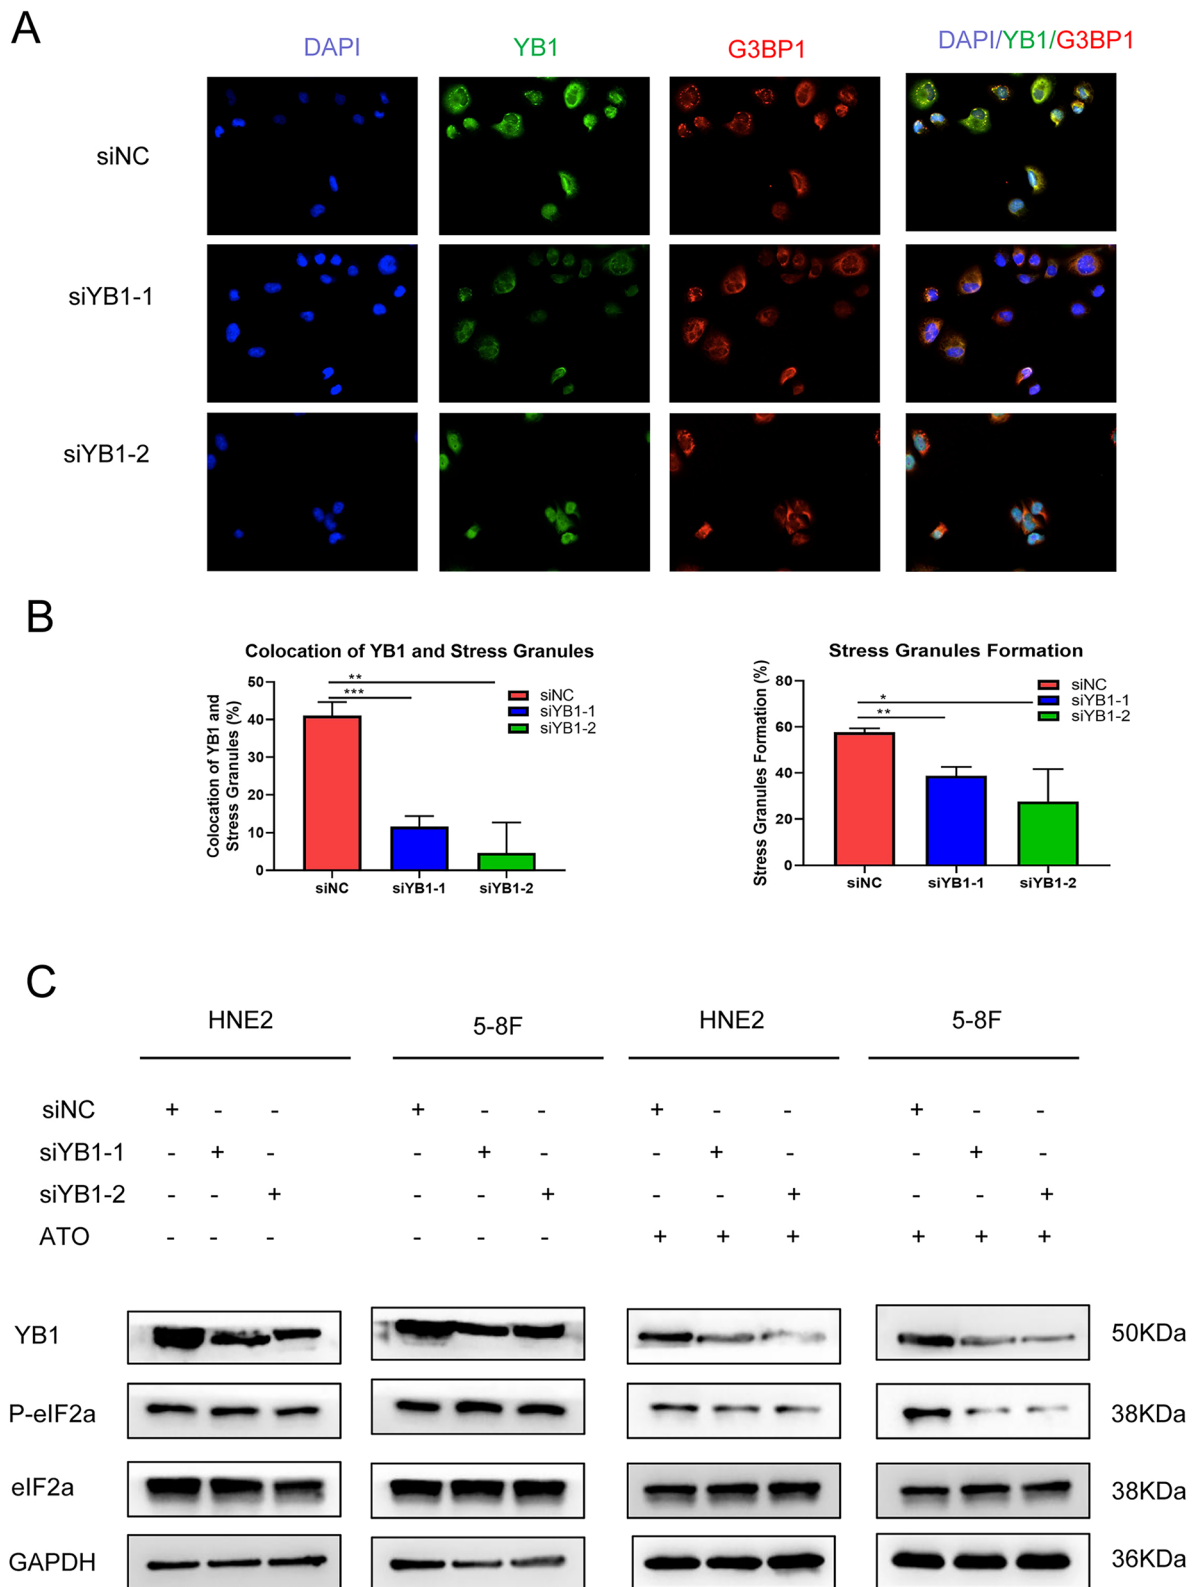 A
DAPI YB1 G3BP1 DAPI/YB1/G3BP1
siNC
siYB1-1
siYB1-2
B
Colocation of YB1 and Stress Granules
Colocation of YB1 and
Stress Granules (%)
50
40
30
20
10
0
**
***
siNC
siYB1-1
siYB1-2
siNC siYB1-1 siYB1-2
Stress Granules Formation
Stress Granules Formation (%)
80
60
40
20
0
*
**
siNC
siYB1-1
siYB1-2
siNC siYB1-1 siYB1-2
C
HNE2 5-8F HNE2 5-8F
siNC + - - + - - + - - + - -
siYB1-1 - + - - + - - + - - + -
siYB1-2 - - + - - + - - + - - +
ATO - - - - - - + + + + + +
YB1 50KDa
P-eIF2a 38KDa
eIF2a 38KDa
GAPDH 36KDa